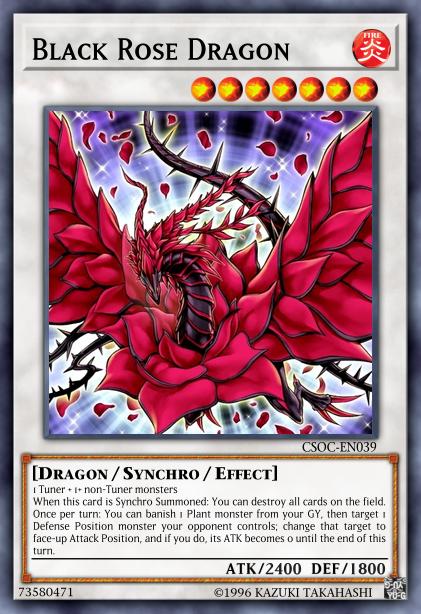 BLACK ROSE DRAGON
FIRE
炎
CSOC-EN039
[DRAGON / SYNCHRO / EFFECT]
1 Tuner + 1+ non-Tuner monsters
When this card is Synchro Summoned: You can destroy all cards on the field.
Once per turn: You can banish 1 Plant monster from your GY, then target 1
Defense Position monster your opponent controls; change that target to
face-up Attack Position, and if you do, its ATK becomes 0 until the end of this
turn.
ATK/2400 DEF/1800
73580471
©1996 KAZUKI TAKAHASHI